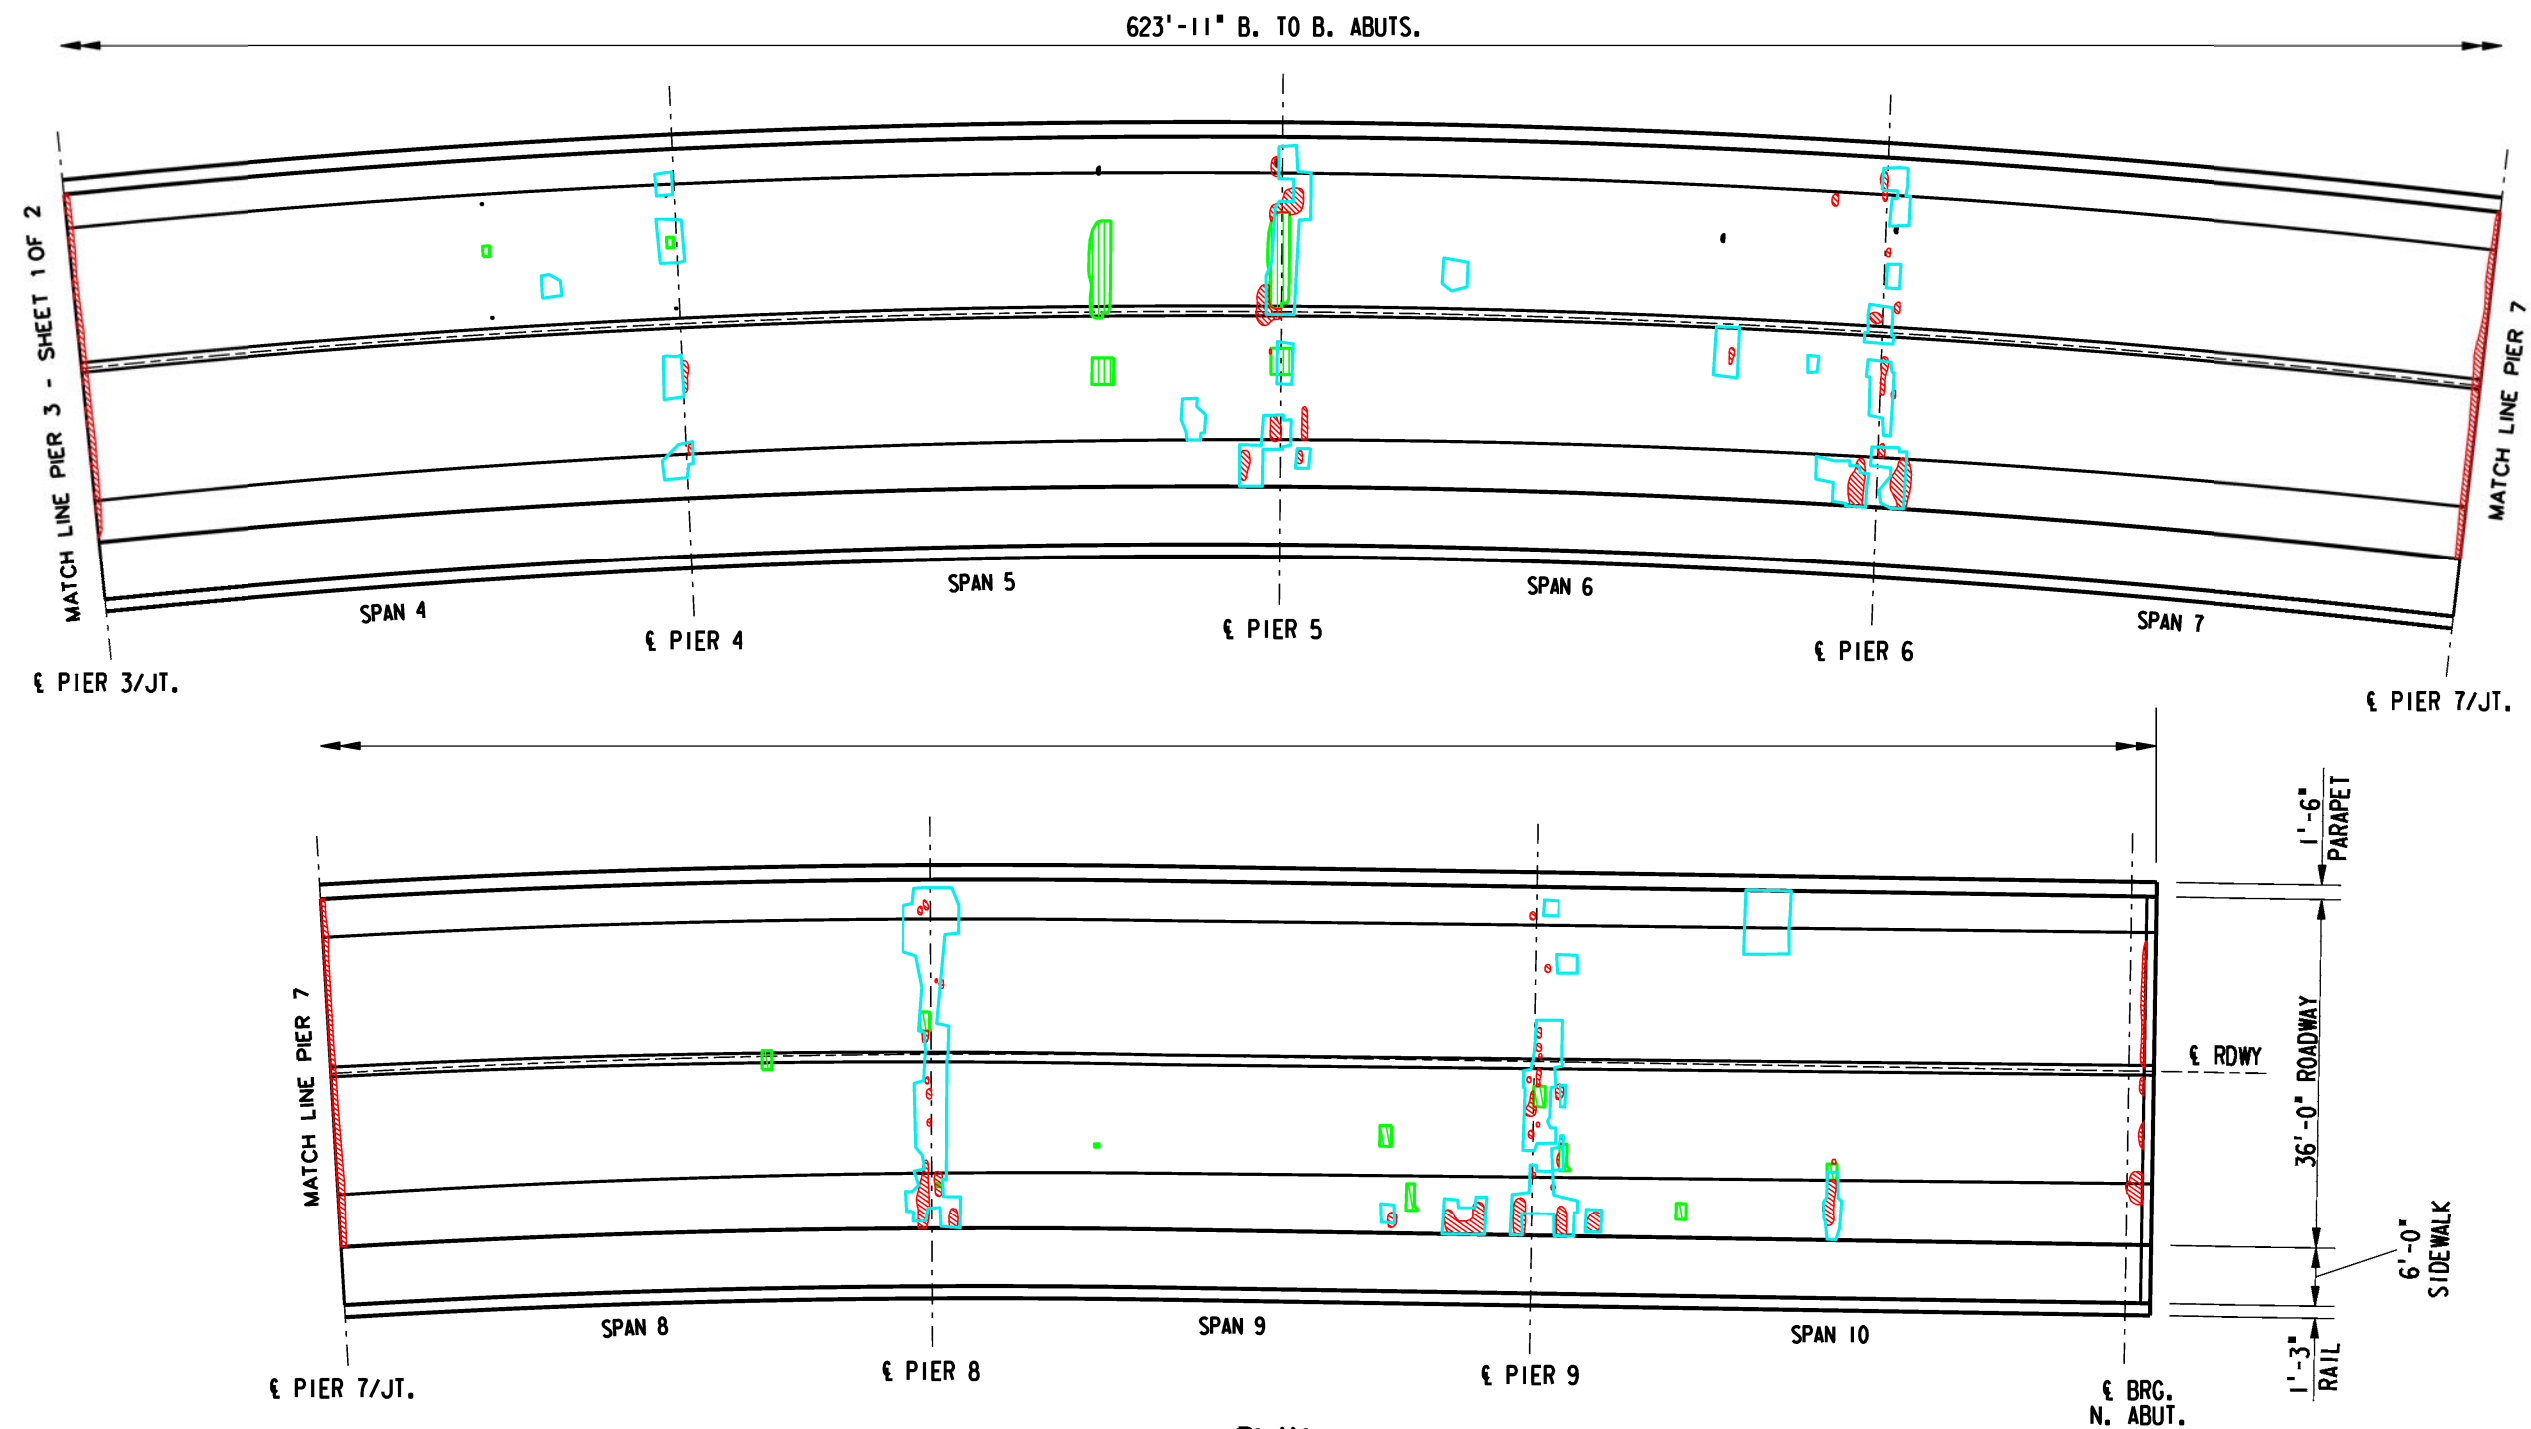 623'-11" B. TO B. ABUTS.
MATCH LINE PIER 3 - SHEET 1 OF 2
MATCH LINE PIER 7
SPAN 4
SPAN 5
SPAN 6
SPAN 7
℄ PIER 3/JT.
℄ PIER 4
℄ PIER 5
℄ PIER 6
℄ PIER 7/JT.
1'-6"
PARAPET
MATCH LINE PIER 7
℄ RDWY
36'-0" ROADWAY
6'-0"
SIDEWALK
1'-3"
RAIL
SPAN 8
SPAN 9
SPAN 10
℄ PIER 7/JT.
℄ PIER 8
℄ PIER 9
℄ BRG.
N. ABUT.